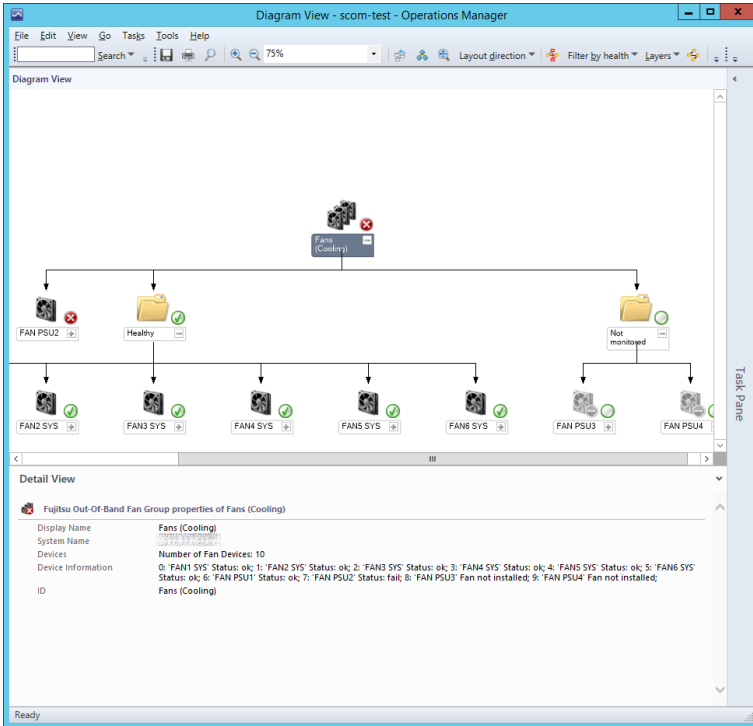 Diagram View - scom-test - Operations Manager
File Edit View Go Tasks Tools Help
Search 75% Layout direction Filter by health Layers
Diagram View
Fans (Cooling)
FAN PSU2
Healthy
Not monitored
FAN2 SYS
FAN3 SYS
FAN4 SYS
FAN5 SYS
FAN6 SYS
FAN PSU3
FAN PSU4
Task Pane
Detail View
Fujitsu Out-Of-Band Fan Group properties of Fans (Cooling)
Display Name Fans (Cooling)
System Name
Devices Number of Fan Devices: 10
Device Information 0: 'FAN1 SYS' Status: ok; 1: 'FAN2 SYS' Status: ok; 2: 'FAN3 SYS' Status: ok; 3: 'FAN4 SYS' Status: ok; 4: 'FAN5 SYS' Status: ok; 5: 'FAN6 SYS'
Status: ok; 6: 'FAN PSU1' Status: ok; 7: 'FAN PSU2' Status: fail; 8: 'FAN PSU3' Fan not installed; 9: 'FAN PSU4' Fan not installed;
ID Fans (Cooling)
Ready